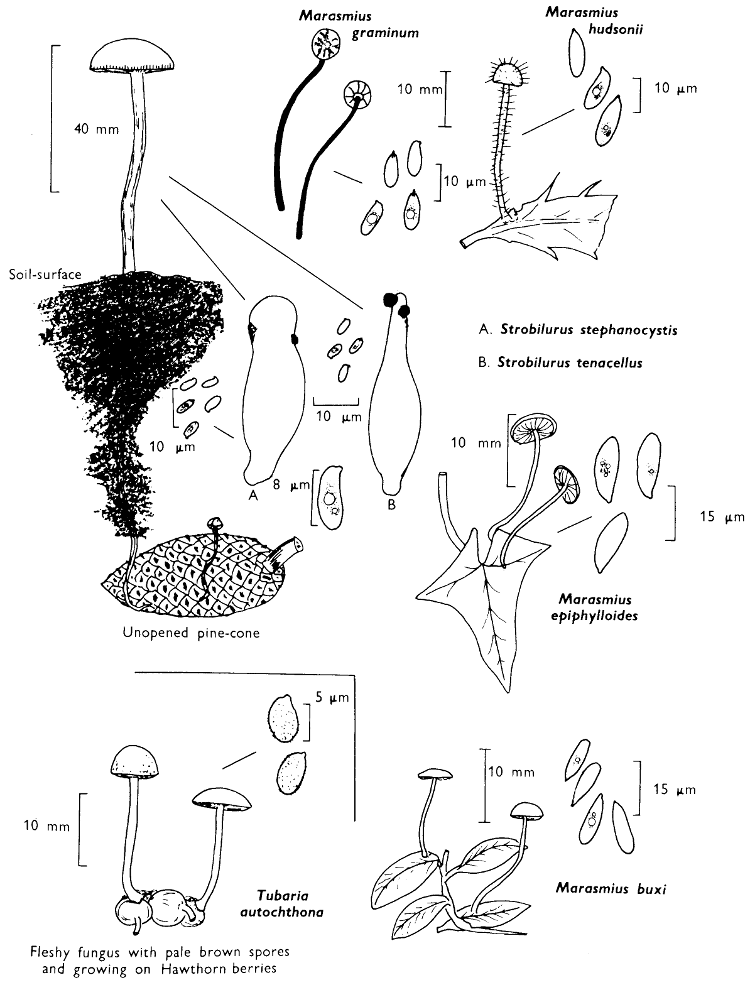 Marasmius
graminum
Marasmius
hudsonii
40 mm
10 mm
10 μm
10 μm
Soil-surface
A. Strobilurus stephanocystis
B. Strobilurus tenacellus
10 μm
10 μm
A
8 μm
B
10 mm
15 μm
Marasmius
epiphylloides
Unopened pine-cone
5 μm
10 mm
10 mm
15 μm
Tubaria
autochthona
Marasmius buxi
Fleshy fungus with pale brown spores
and growing on Hawthorn berries